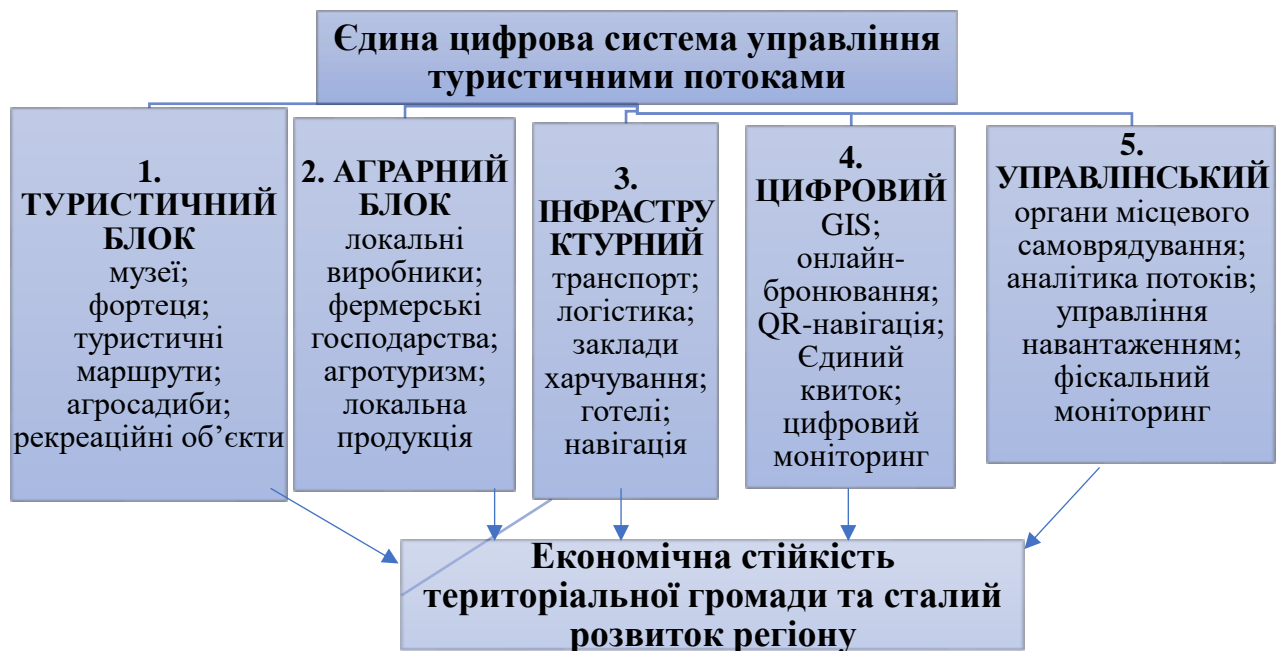 Єдина цифрова система управління
туристичними потоками
1.
ТУРИСТИЧНИЙ
БЛОК
музеї;
фортеця;
туристичні
маршрути;
агросадиби;
рекреаційні об’єкти
2. АГРАРНИЙ
БЛОК
локальні
виробники;
фермерські
господарства;
агротуризм;
локальна
продукція
3.
ІНФРАСТРУ
КТУРНИЙ
транспорт;
логістика;
заклади
харчування;
готелі;
навігація
4.
ЦИФРОВИЙ
GIS;
онлайн-
бронювання;
QR-навігація;
Єдиний
квиток;
цифровий
моніторинг
5.
УПРАВЛІНСЬКИЙ
органи місцевого
самоврядування;
аналітика потоків;
управління
навантаженням;
фіскальний
моніторинг
Економічна стійкість
територіальної громади та сталий
розвиток регіону